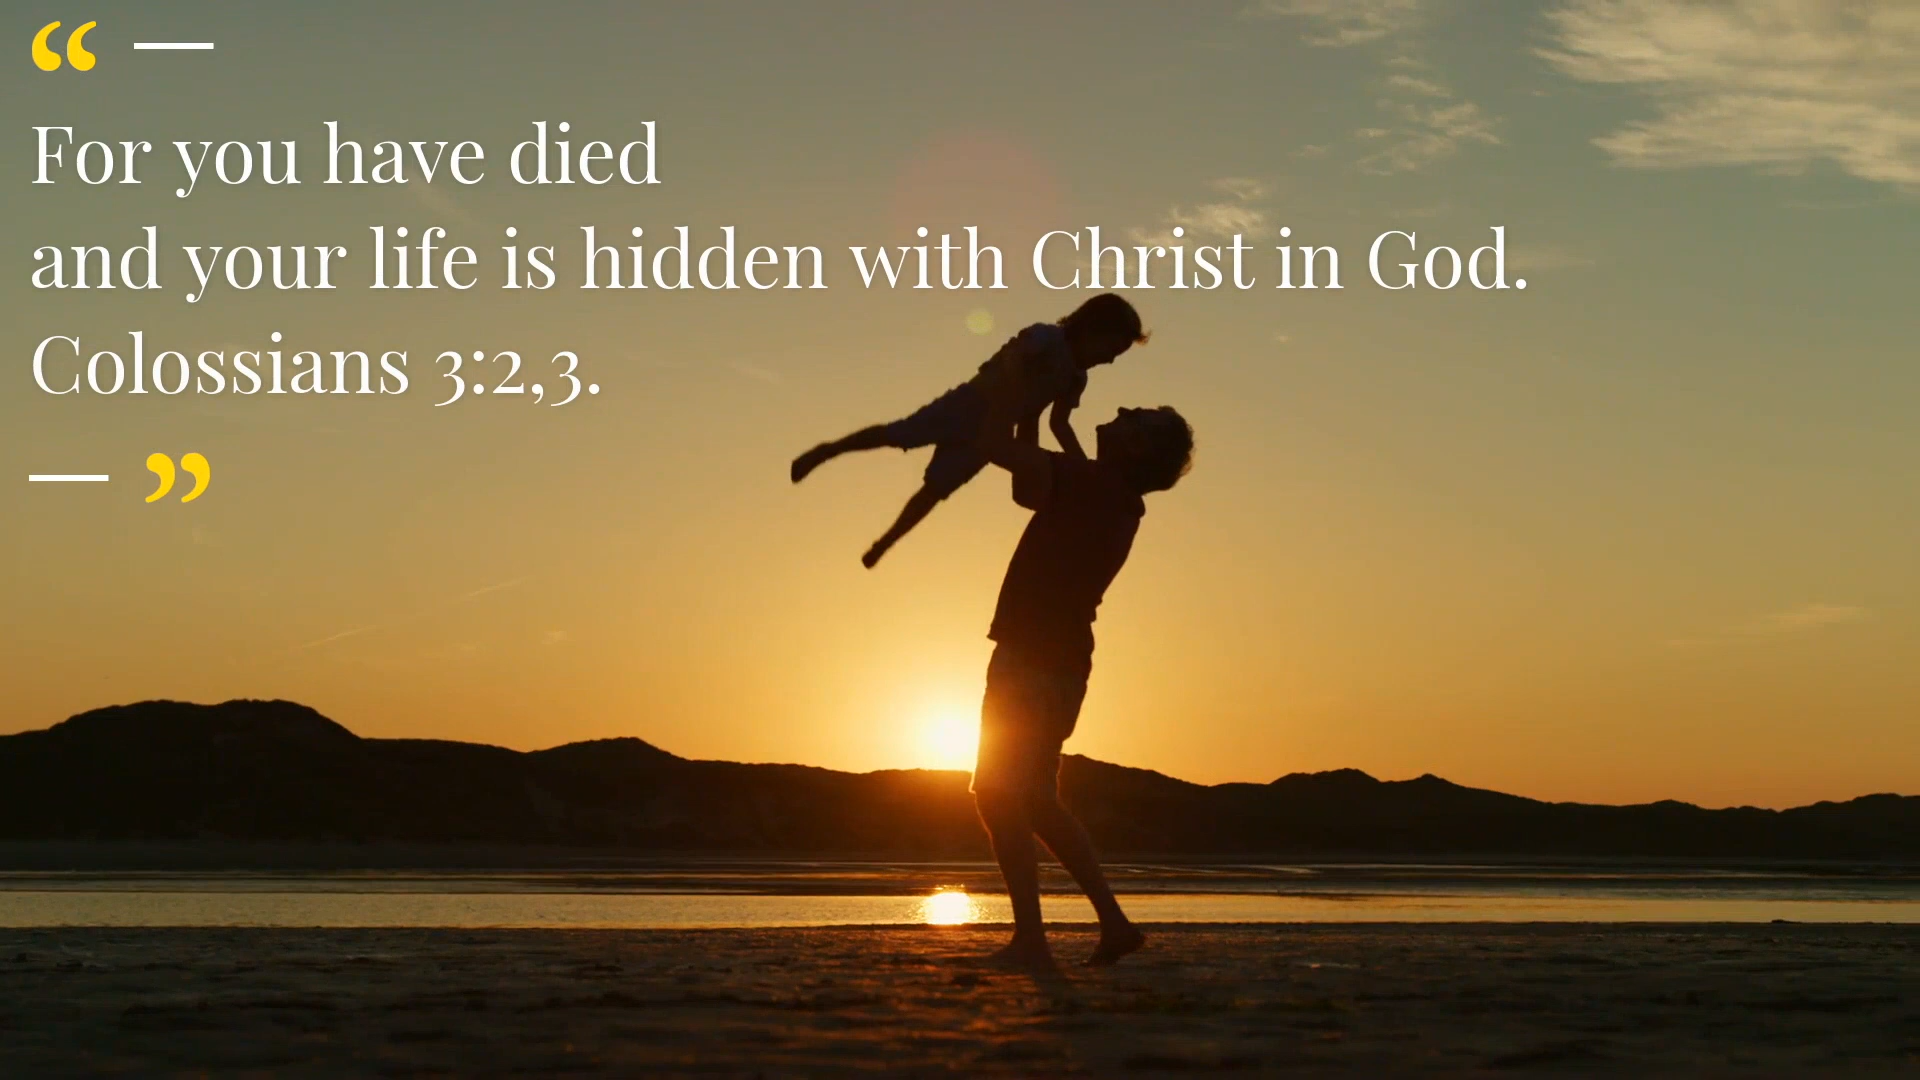 “
For you have died
and your life is hidden with Christ in God.
Colossians 3:2,3.
”